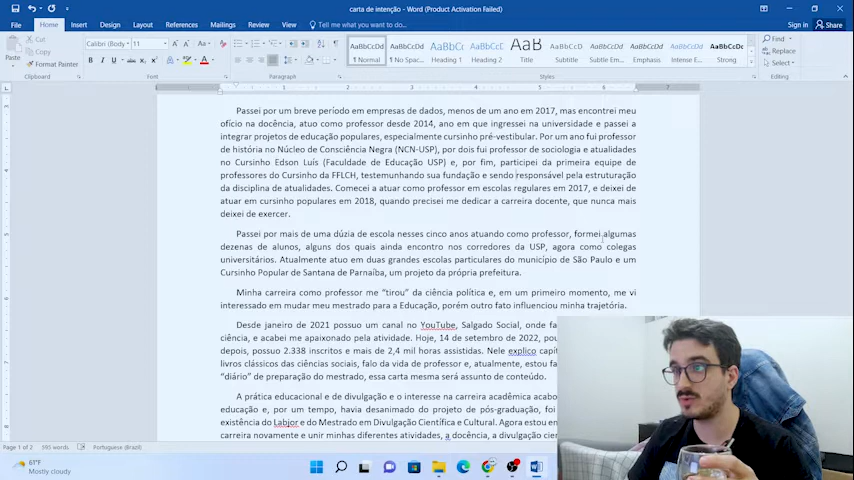 carta de intenção - Word (Product Activation Failed)
Sign in
Share
File Home Insert Design Layout References Mailings Review View Tell me what you want to do...
Paste
Cut
Copy
Format Painter
Clipboard
Calibri (Body)
11
Font
Paragraph
AaBbCcDd AaBbCcDd AaBbCc AaBbCcC AaB AaBbCcD AaBbCcDd AaBbCcDd AaBbCcDd AaBbCcDc
1 Normal 1 No Spac... Heading 1 Heading 2 Title Subtitle Subtle Em... Emphasis Intense E... Strong
Styles
Find
Replace
Select
Editing
Passei por um breve período em empresas de dados, menos de um ano em 2017, mas encontrei meu
ofício na docência, atuo como professor desde 2014, ano em que ingressei na universidade e passei a
integrar projetos de educação populares, especialmente cursinho pré-vestibular. Por um ano fui professor
de história no Núcleo de Consciência Negra (NCN-USP), por dois fui professor de sociologia e atualidades
no Cursinho Edson Luís (Faculdade de Educação USP) e, por fim, participei da primeira equipe de
professores do Cursinho da FFLCH, testemunhando sua fundação e sendo responsável pela estruturação
da disciplina de atualidades. Comecei a atuar como professor em escolas regulares em 2017, e deixei de
atuar em cursinho populares em 2018, quando precisei me dedicar a carreira docente, que nunca mais
deixei de exercer.
Passei por mais de uma dúzia de escola nesses cinco anos atuando como professor, formei algumas
dezenas de alunos, alguns dos quais ainda encontro nos corredores da USP, agora como colegas
universitários. Atualmente atuo em duas grandes escolas particulares do município de São Paulo e um
Cursinho Popular de Santana de Parnaíba, um projeto da própria prefeitura.
Minha carreira como professor me “tirou” da ciência política e, em um primeiro momento, me vi
interessado em mudar meu mestrado para a Educação, porém outro fato influenciou minha trajetória.
Desde janeiro de 2021 possuo um canal no YouTube, Salgado Social, onde
ciência, e acabei me apaixonado pela atividade. Hoje, 14 de setembro de 2022,
depois, possuo 2.338 inscritos e mais de 2,4 mil horas assistidas. Nele explico
livros clássicos das ciências sociais, falo da vida de professor e, atualmente, estou
“diário” de preparação do mestrado, essa carta mesma será assunto de conteúdo.
A prática educacional e de divulgação e o interesse na carreira acadêmica
educação e, por um tempo, havia desanimado do projeto de pós-graduação, foi
existência do Labjor e do Mestrado em Divulgação Científica e Cultural. Agora estou
carreira novamente e unir minhas diferentes atividades, a docência, a divulgação
Page 1 of 2 393 words Portuguese (Brazil)
61°F
Mostly cloudy